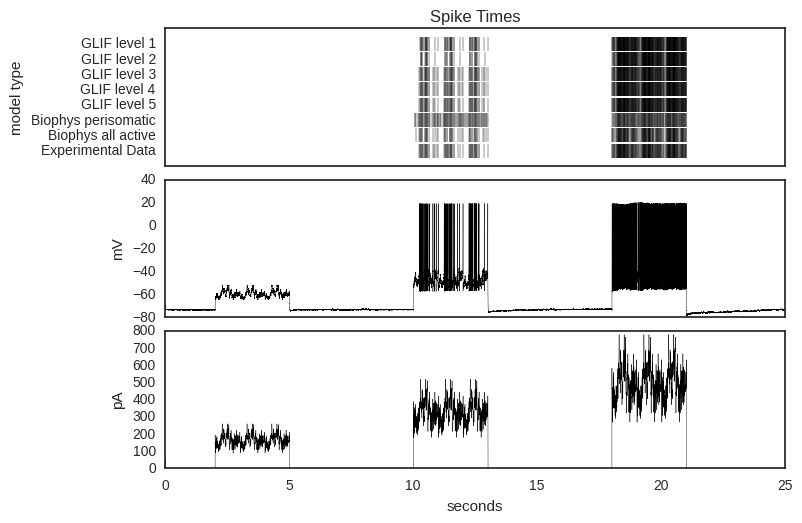 Spike Times
model type
GLIF level 1
GLIF level 2
GLIF level 3
GLIF level 4
GLIF level 5
Biophys perisomatic
Biophys all active
Experimental Data
mV
40
20
0
−20
−40
−60
−80
pA
800
700
600
500
400
300
200
100
0
0 5 10 15 20 25
seconds